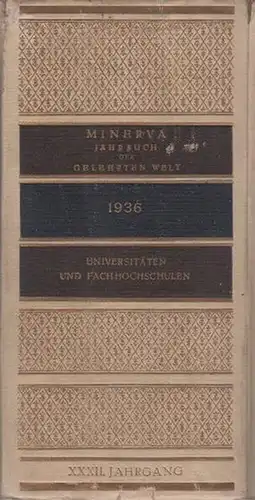 MINERVA
JAHRBUCH
DER
GELEHRTEN WELT
1936
UNIVERSITÄTEN
UND FACHHOCHSCHULEN
XXXII. JAHRGANG